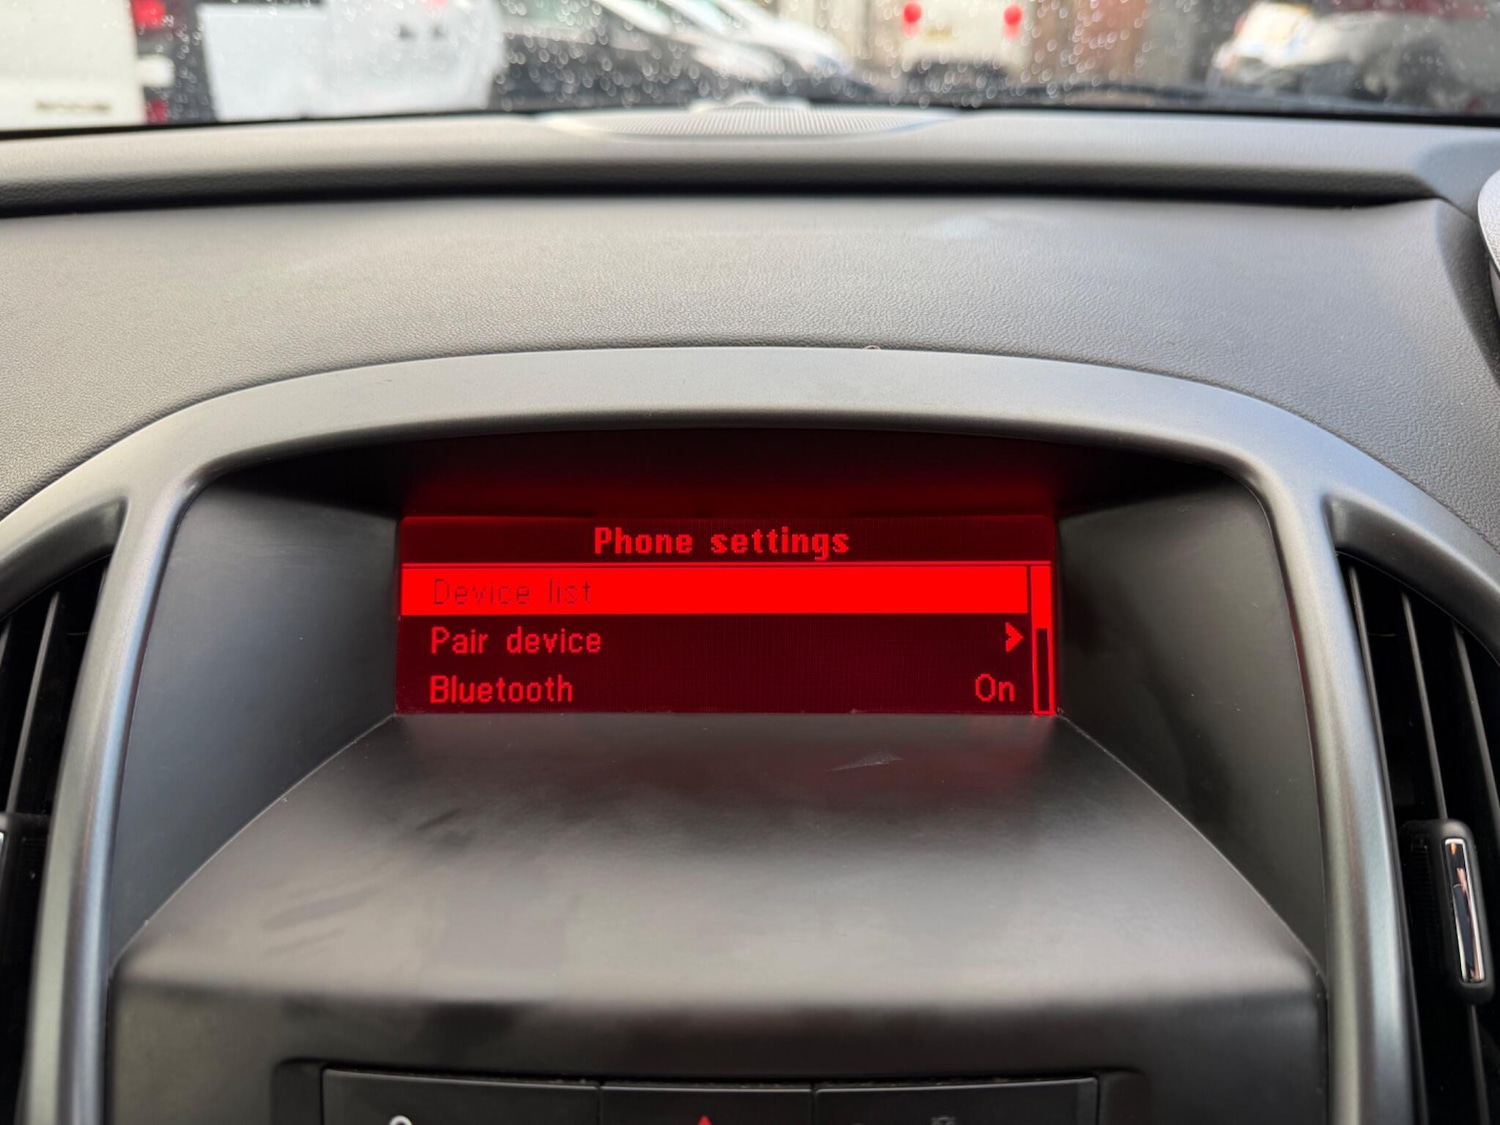 Phone settings
Device list
Pair device
Bluetooth On